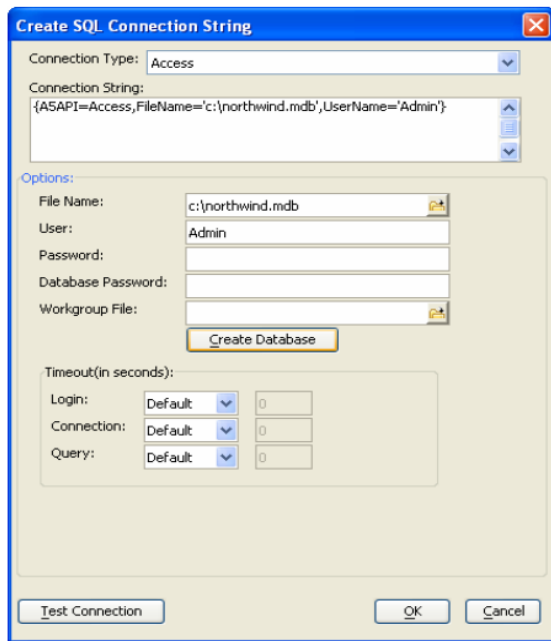 Create SQL Connection String
Connection Type: Access
Connection String:
{A5API=Access,FileName='c:\northwind.mdb',UserName='Admin'}
Options:
File Name: c:\northwind.mdb
User: Admin
Password:
Database Password:
Workgroup File:
Create Database
Timeout(in seconds):
Login: Default 0
Connection: Default 0
Query: Default 0
Test Connection OK Cancel